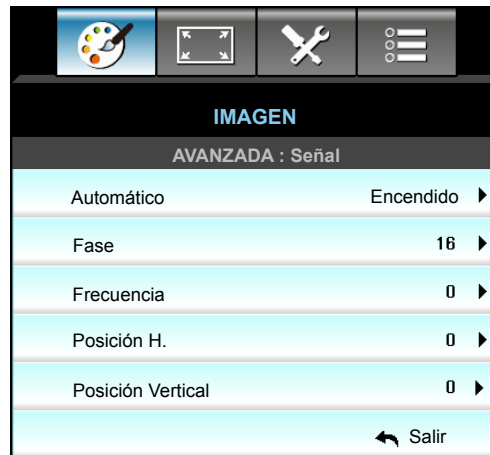 IMAGEN
AVANZADA : Señal
Automático Encendido
Fase 16
Frecuencia 0
Posición H. 0
Posición Vertical 0
Salir